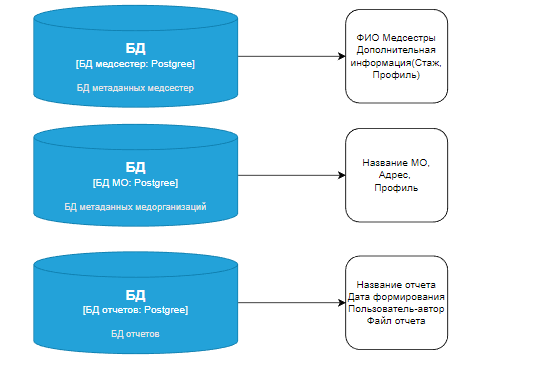 БД
[БД медсестер: Postgree]
БД метаданных медсестер
ФИО Медсестры
Дополнительная
информация(Стаж,
Профиль)
БД
[БД МО: Postgree]
БД метаданных медорганизаций
Название МО,
Адрес,
Профиль
БД
[БД отчетов: Postgree]
БД отчетов
Название отчета
Дата формирования
Пользователь-автор
Файл отчета